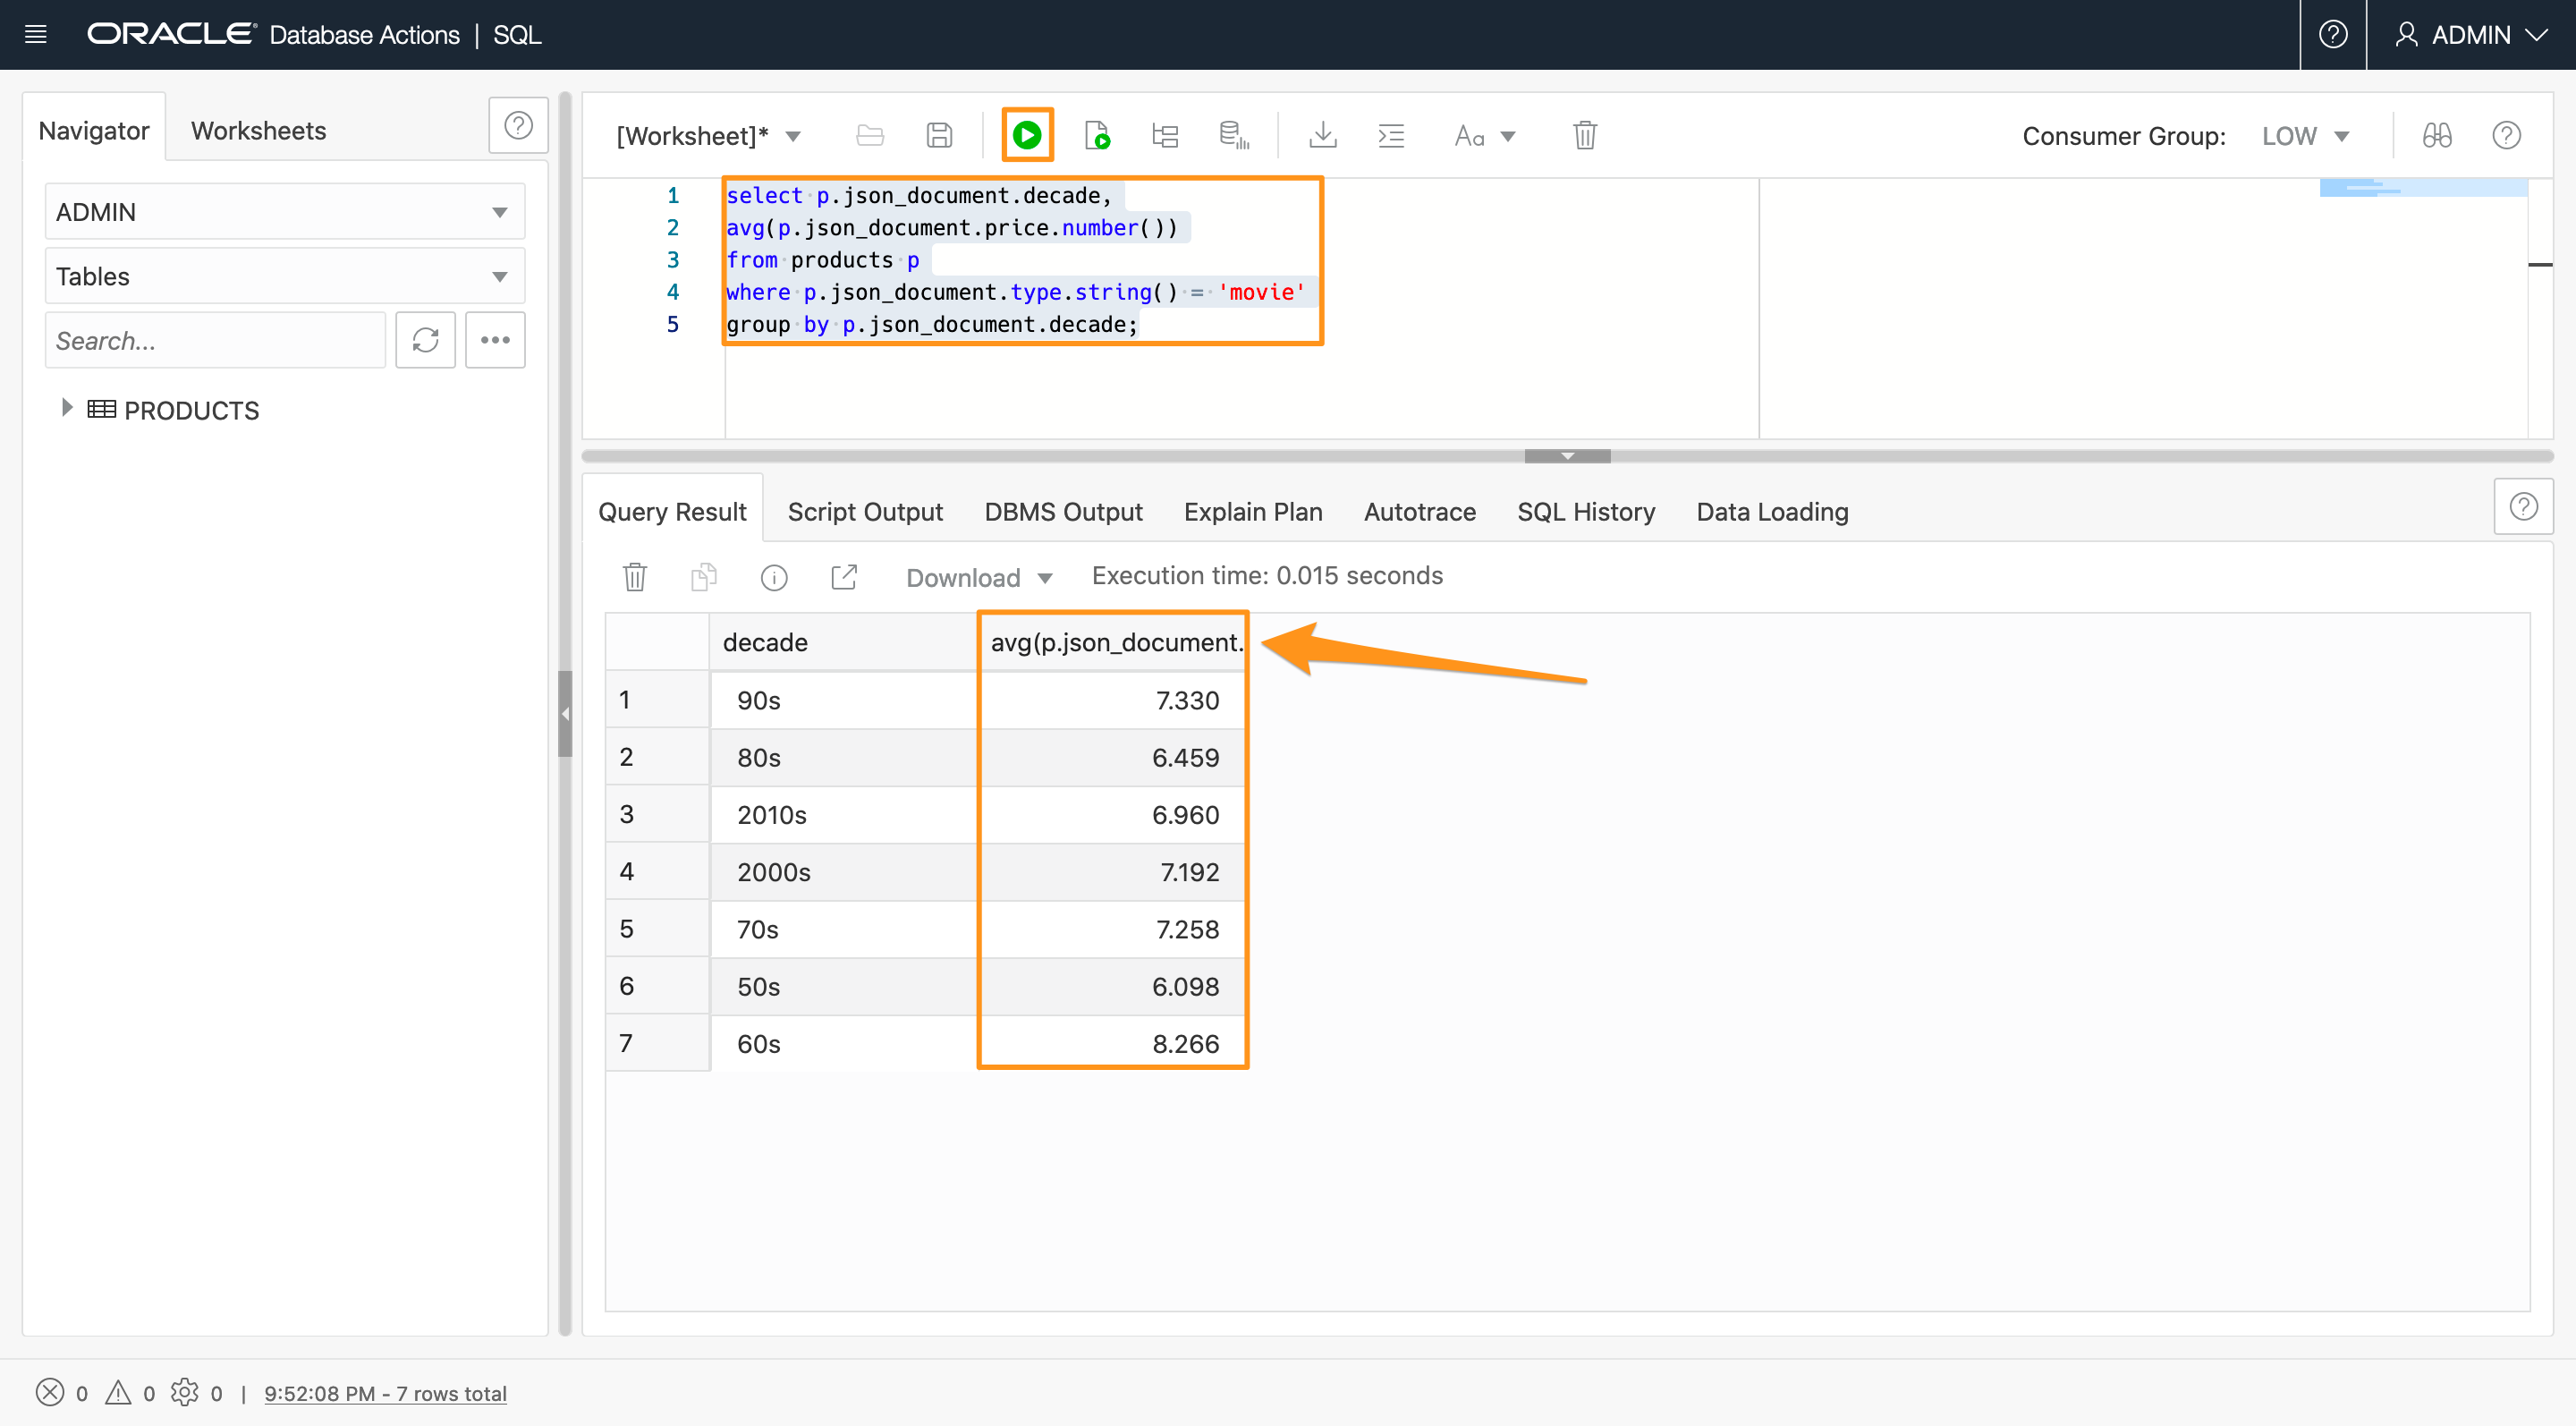 ORACLE Database Actions | SQL
ADMIN
Navigator
Worksheets
ADMIN
Tables
Search...
PRODUCTS
[Worksheet]*
Aa
Consumer Group: LOW
1 select p.json_document.decade,
2 avg(p.json_document.price.number())
3 from products p
4 where p.json_document.type.string() = 'movie'
5 group by p.json_document.decade;
Query Result
Script Output
DBMS Output
Explain Plan
Autotrace
SQL History
Data Loading
Download
Execution time: 0.015 seconds
decade avg(p.json_document.
1 90s 7.330
2 80s 6.459
3 2010s 6.960
4 2000s 7.192
5 70s 7.258
6 50s 6.098
7 60s 8.266
0 0 0 | 9:52:08 PM - 7 rows total